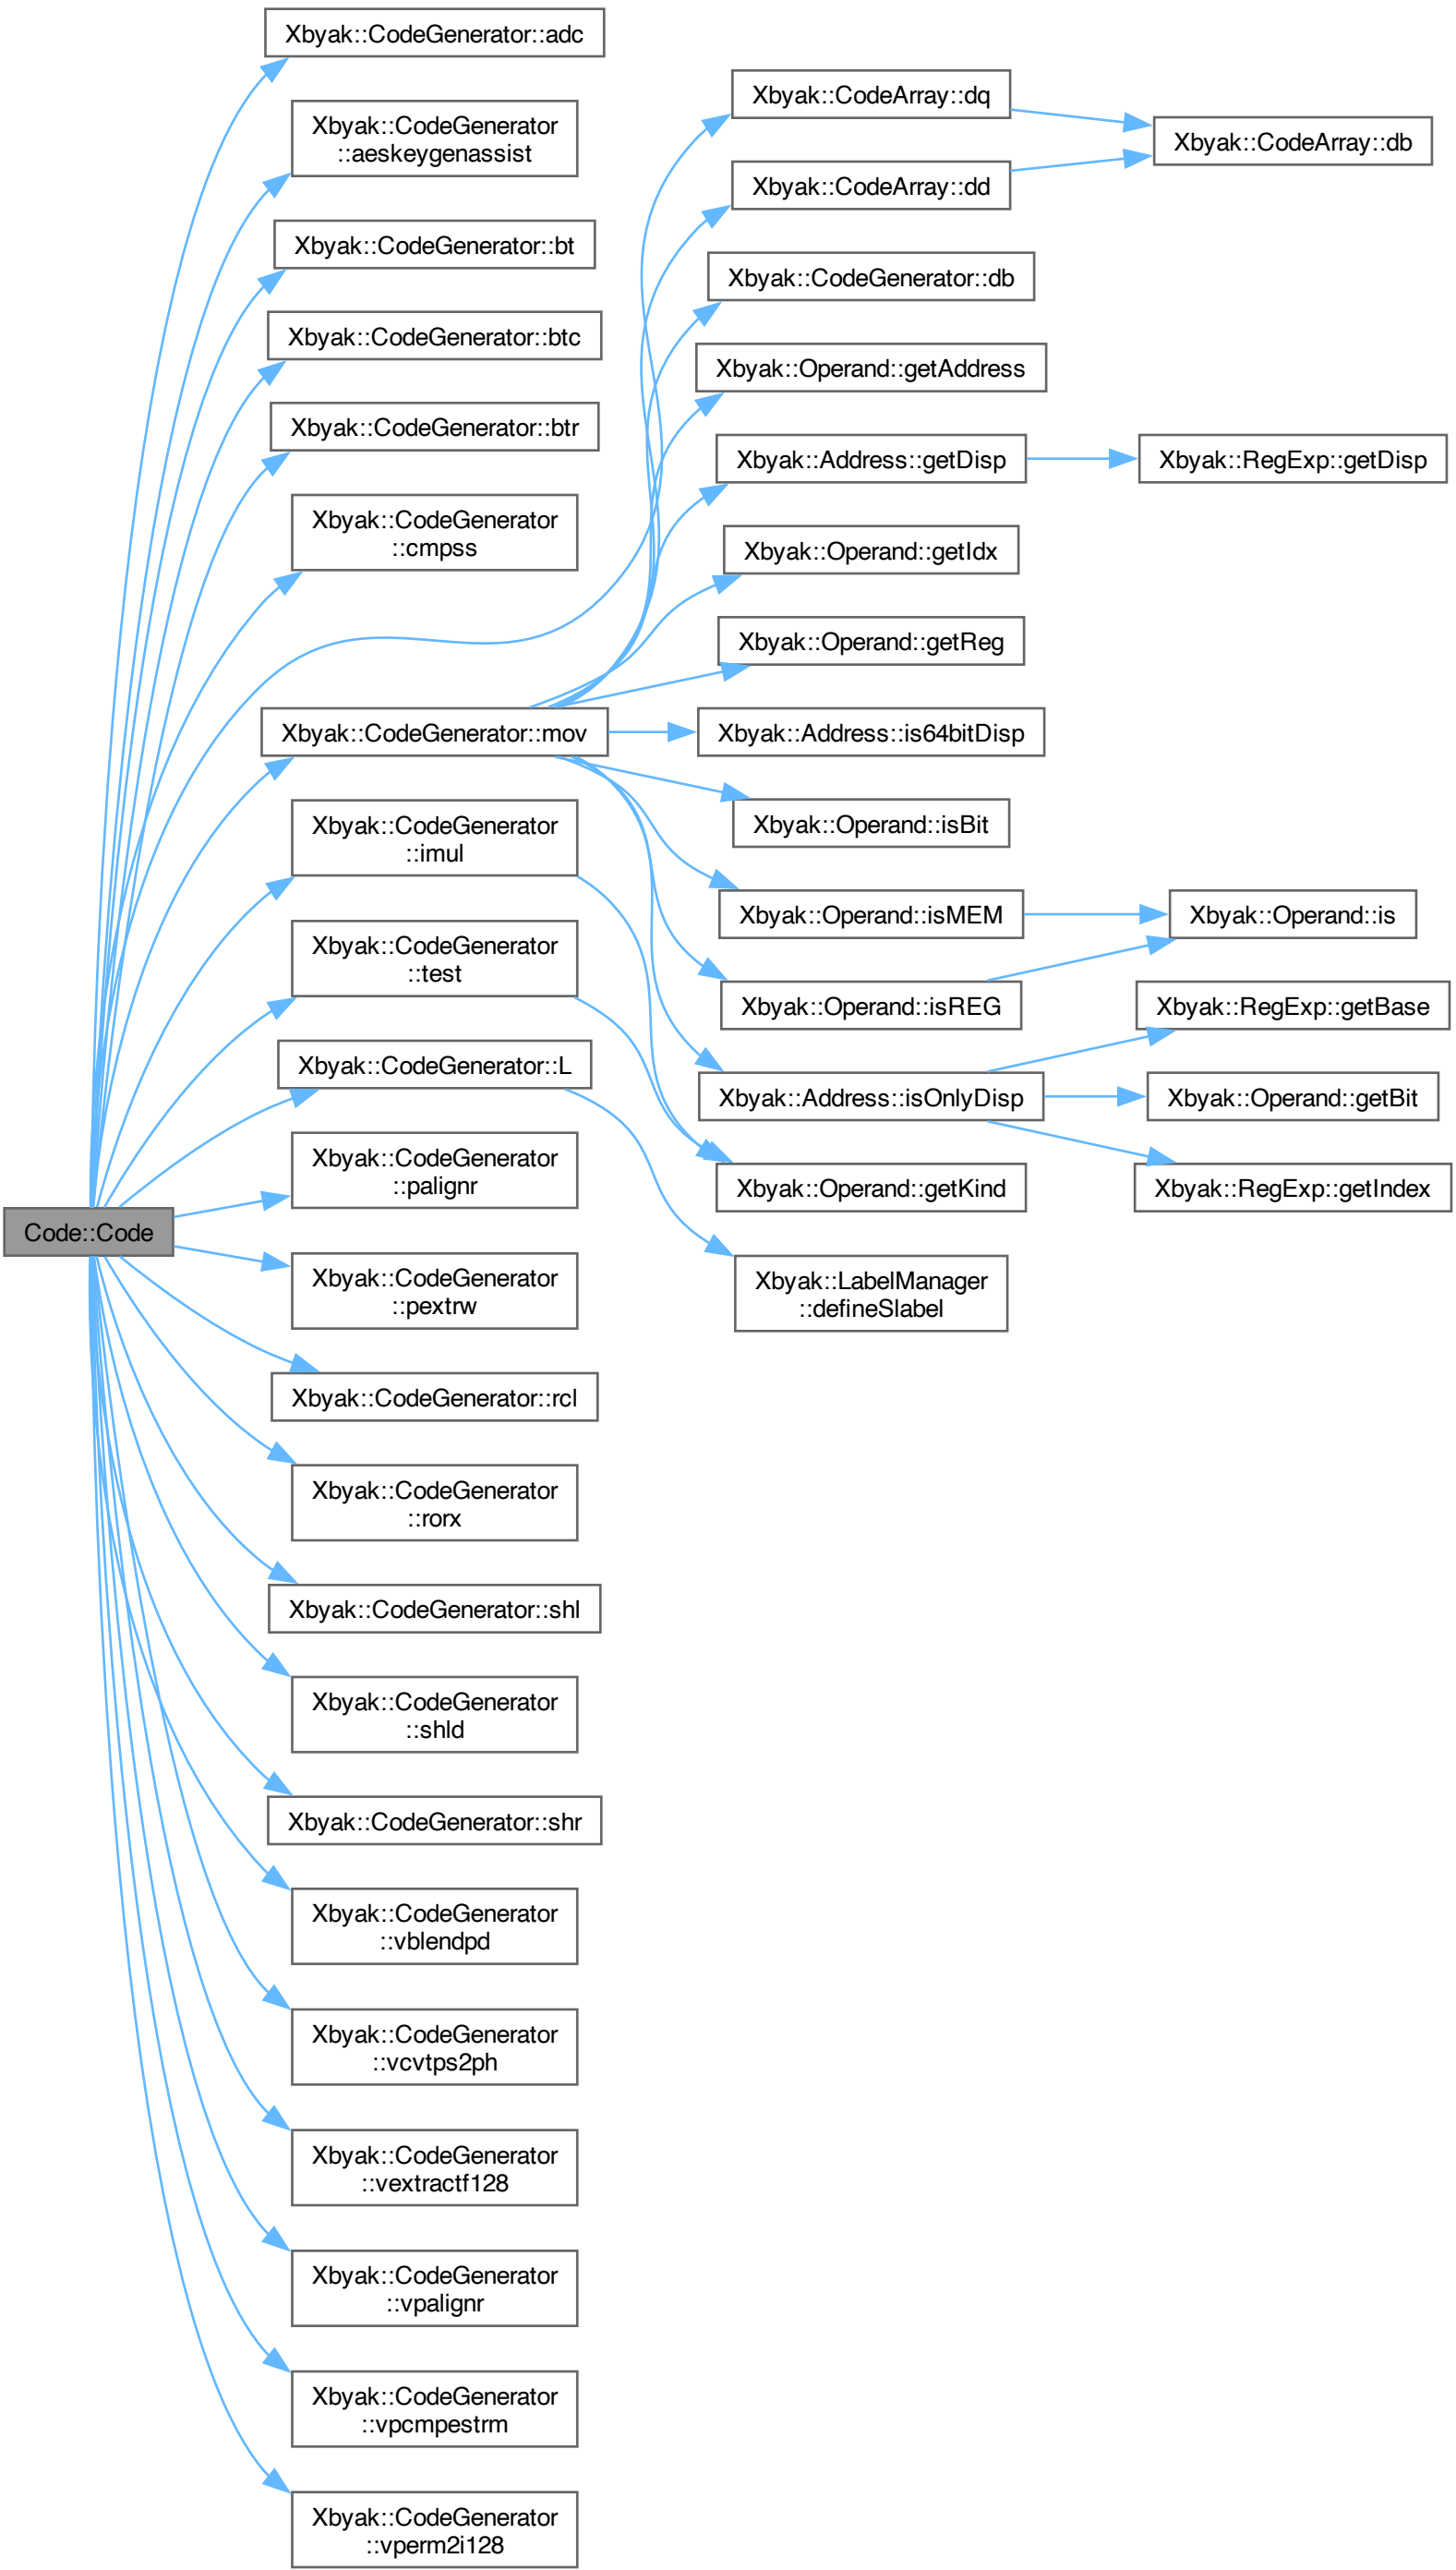 Code::Code
Xbyak::CodeGenerator::adc
Xbyak::CodeGenerator
::aeskeygenassist
Xbyak::CodeGenerator::bt
Xbyak::CodeGenerator::btc
Xbyak::CodeGenerator::btr
Xbyak::CodeGenerator
::cmpss
Xbyak::CodeGenerator::mov
Xbyak::CodeGenerator
::imul
Xbyak::CodeGenerator
::test
Xbyak::CodeGenerator::L
Xbyak::CodeGenerator
::palignr
Xbyak::CodeGenerator
::pextrw
Xbyak::CodeGenerator::rcl
Xbyak::CodeGenerator
::rorx
Xbyak::CodeGenerator::shl
Xbyak::CodeGenerator
::shld
Xbyak::CodeGenerator::shr
Xbyak::CodeGenerator
::vblendpd
Xbyak::CodeGenerator
::vcvtps2ph
Xbyak::CodeGenerator
::vextractf128
Xbyak::CodeGenerator
::vpalignr
Xbyak::CodeGenerator
::vpcmpestrm
Xbyak::CodeGenerator
::vperm2i128
Xbyak::CodeArray::dq
Xbyak::CodeArray::dd
Xbyak::CodeGenerator::db
Xbyak::Operand::getAddress
Xbyak::Address::getDisp
Xbyak::Operand::getIdx
Xbyak::Operand::getReg
Xbyak::Address::is64bitDisp
Xbyak::Operand::isBit
Xbyak::Operand::isMEM
Xbyak::Operand::isREG
Xbyak::Address::isOnlyDisp
Xbyak::Operand::getKind
Xbyak::LabelManager
::defineSlabel
Xbyak::CodeArray::db
Xbyak::RegExp::getDisp
Xbyak::Operand::is
Xbyak::RegExp::getBase
Xbyak::Operand::getBit
Xbyak::RegExp::getIndex